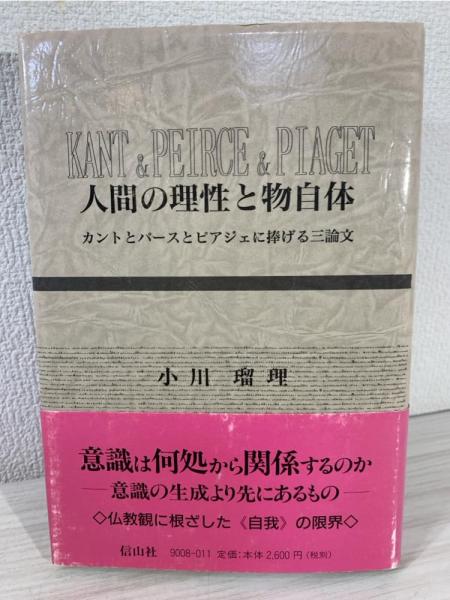 KANT & PEIRCE & PIAGET
人間の理性と物自体
カントとパースとピアジェに捧げる三論文
小川 瑠理
意識は何処から関係するのか
―意識の生成より先にあるもの―
◇仏教観に根ざした《自我》の限界◇
信山社 9008-011 定価:本体2,600円(税別)